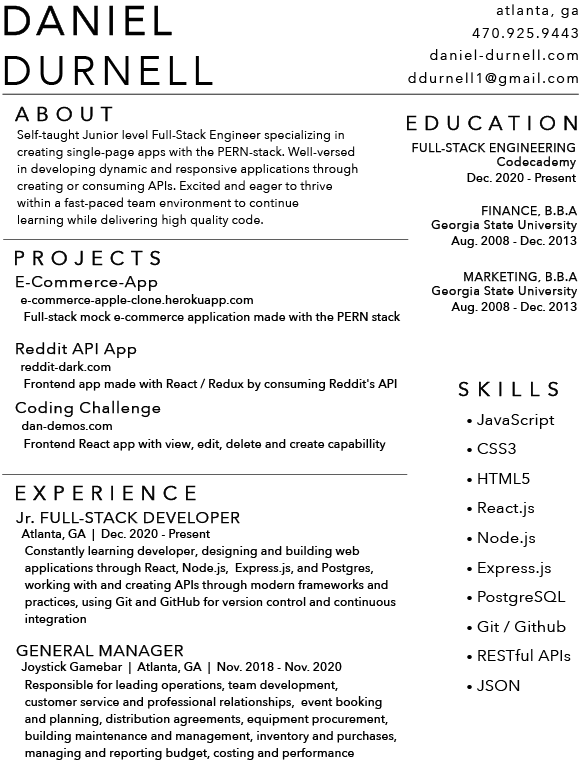 DANIEL
DURNELL
atlanta, ga
470.925.9443
daniel-durnell.com
ddurnell1@gmail.com
ABOUT
Self-taught Junior level Full-Stack Engineer specializing in
creating single-page apps with the PERN-stack. Well-versed
in developing dynamic and responsive applications through
creating or consuming APIs. Excited and eager to thrive
within a fast-paced team environment to continue
learning while delivering high quality code.
PROJECTS
E-Commerce-App
e-commerce-apple-clone.herokuapp.com
Full-stack mock e-commerce application made with the PERN stack
Reddit API App
reddit-dark.com
Frontend app made with React / Redux by consuming Reddit's API
Coding Challenge
dan-demos.com
Frontend React app with view, edit, delete and create capabillity
EXPERIENCE
Jr. FULL-STACK DEVELOPER
Atlanta, GA | Dec. 2020 - Present
Constantly learning developer, designing and building web
applications through React, Node.js, Express.js, and Postgres,
working with and creating APIs through modern frameworks and
practices, using Git and GitHub for version control and continuous
integration
GENERAL MANAGER
Joystick Gamebar | Atlanta, GA | Nov. 2018 - Nov. 2020
Responsible for leading operations, team development,
customer service and professional relationships, event booking
and planning, distribution agreements, equipment procurement,
building maintenance and management, inventory and purchases,
managing and reporting budget, costing and performance
EDUCATION
FULL-STACK ENGINEERING
Codecademy
Dec. 2020 - Present
FINANCE, B.B.A
Georgia State University
Aug. 2008 - Dec. 2013
MARKETING, B.B.A
Georgia State University
Aug. 2008 - Dec. 2013
SKILLS
• JavaScript
• CSS3
• HTML5
• React.js
• Node.js
• Express.js
• PostgreSQL
• Git / Github
• RESTful APIs
• JSON